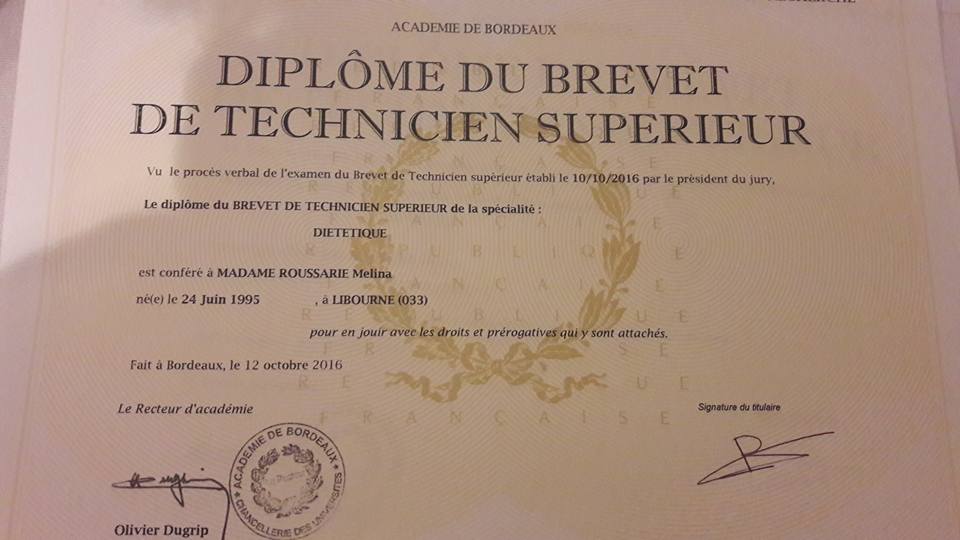 ACADEMIE DE BORDEAUX
DIPLÔME DU BREVET
DE TECHNICIEN SUPERIEUR
Vu le procès verbal de l'examen du Brevet de Technicien supèrieur établi le 10/10/2016 par le président du jury,
Le diplôme du BREVET DE TECHNICIEN SUPERIEUR de la spécialité :
DIETETIQUE
est conféré à MADAME ROUSSARIE Melina
né(e) le 24 Juin 1995 , à LIBOURNE (033)
pour en jouir avec les droits et prérogatives qui y sont attachés.
Fait à Bordeaux, le 12 octobre 2016
Le Recteur d'académie
Signature du titulaire
ACADEMIE DE BORDEAUX
CHANCELLERIE DES UNIVERSITES
Olivier Dugrip